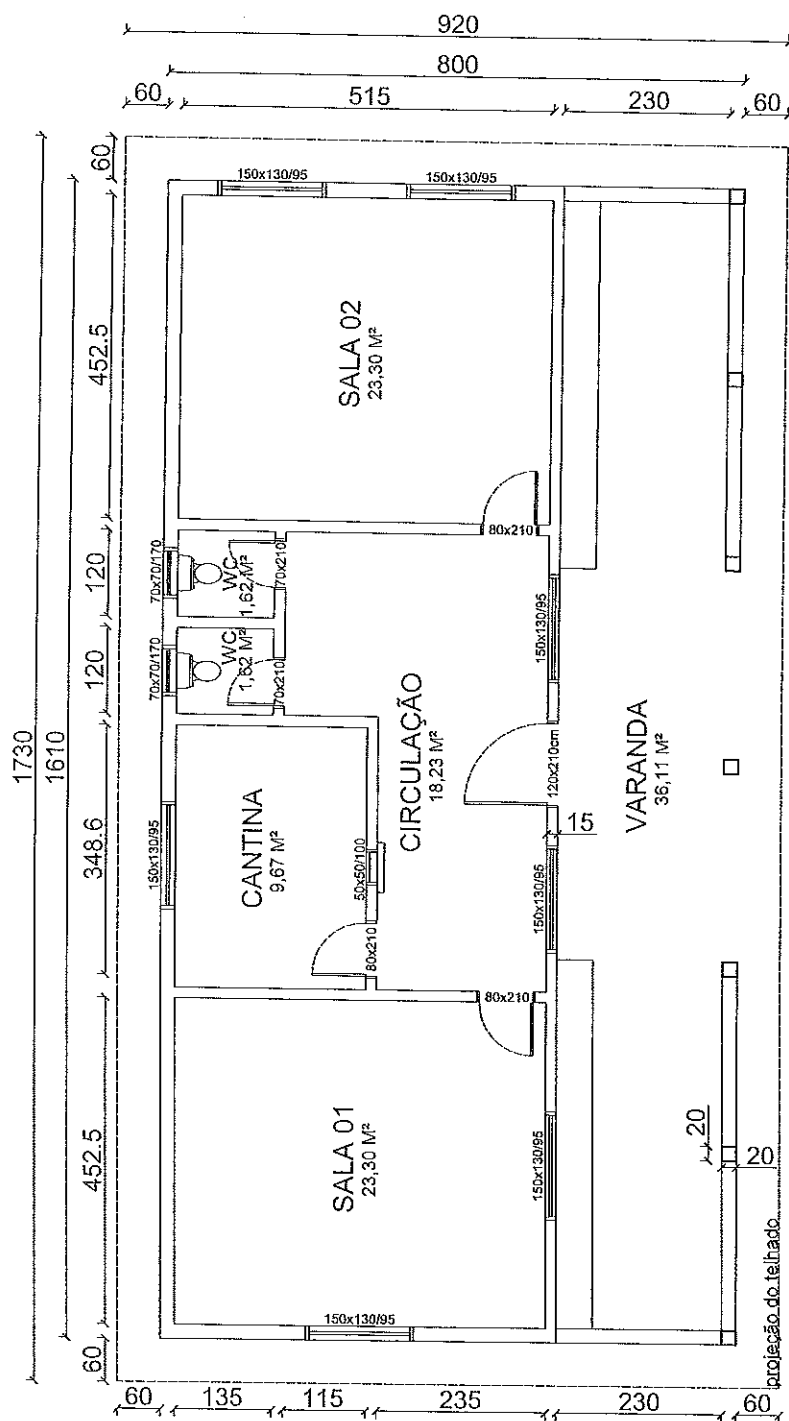 920
800
60
515
230
60
1730
1610
60
452.5
120
120
348.6
452.5
60
150x130/95
150x130/95
SALA 02
23,30 M²
80x210
70x70/170
WC
1,62 M²
70x210
70x70/170
WC
1,62 M²
70x210
150x130/95
CIRCULAÇÃO
18,23 M²
120x210cm
VARANDA
36,11 M²
15
150x130/95
CANTINA
9,67 M²
50x50/100
80x210
150x130/95
80x210
SALA 01
23,30 M²
150x130/95
150x130/95
20
20
projeção do telhado
60
135
115
235
230
60